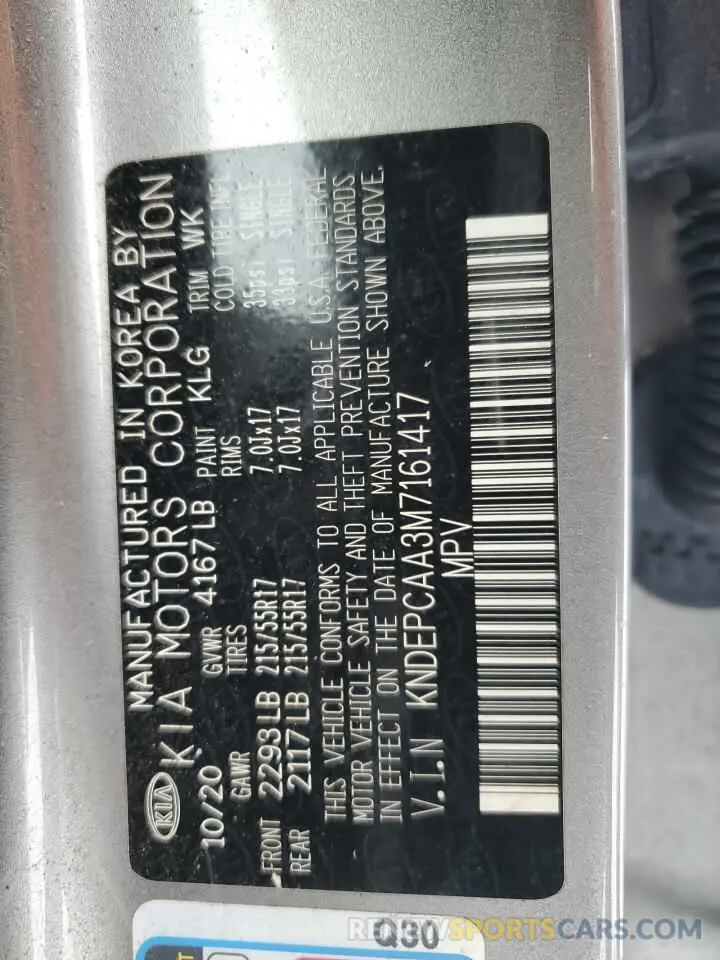 MANUFACTURED IN KOREA BY
KIA KIA MOTORS CORPORATION
10/20 GVWR 4167 LB PAINT KLG TRIM WK
GAWR TIRES RIMS COLD TIRE INFL
FRONT 2293 LB 215/55R17 7.0Jx17 35psi SINGLE
REAR 2117 LB 215/55R17 7.0Jx17 33psi SINGLE
THIS VEHICLE CONFORMS TO ALL APPLICABLE U.S.A FEDERAL
MOTOR VEHICLE SAFETY AND THEFT PREVENTION STANDARDS
IN EFFECT ON THE DATE OF MANUFACTURE SHOWN ABOVE.
V.I.N KNDEPCAA3M7161417
MPV
Q30
RENEWSPORTSCARS.COM